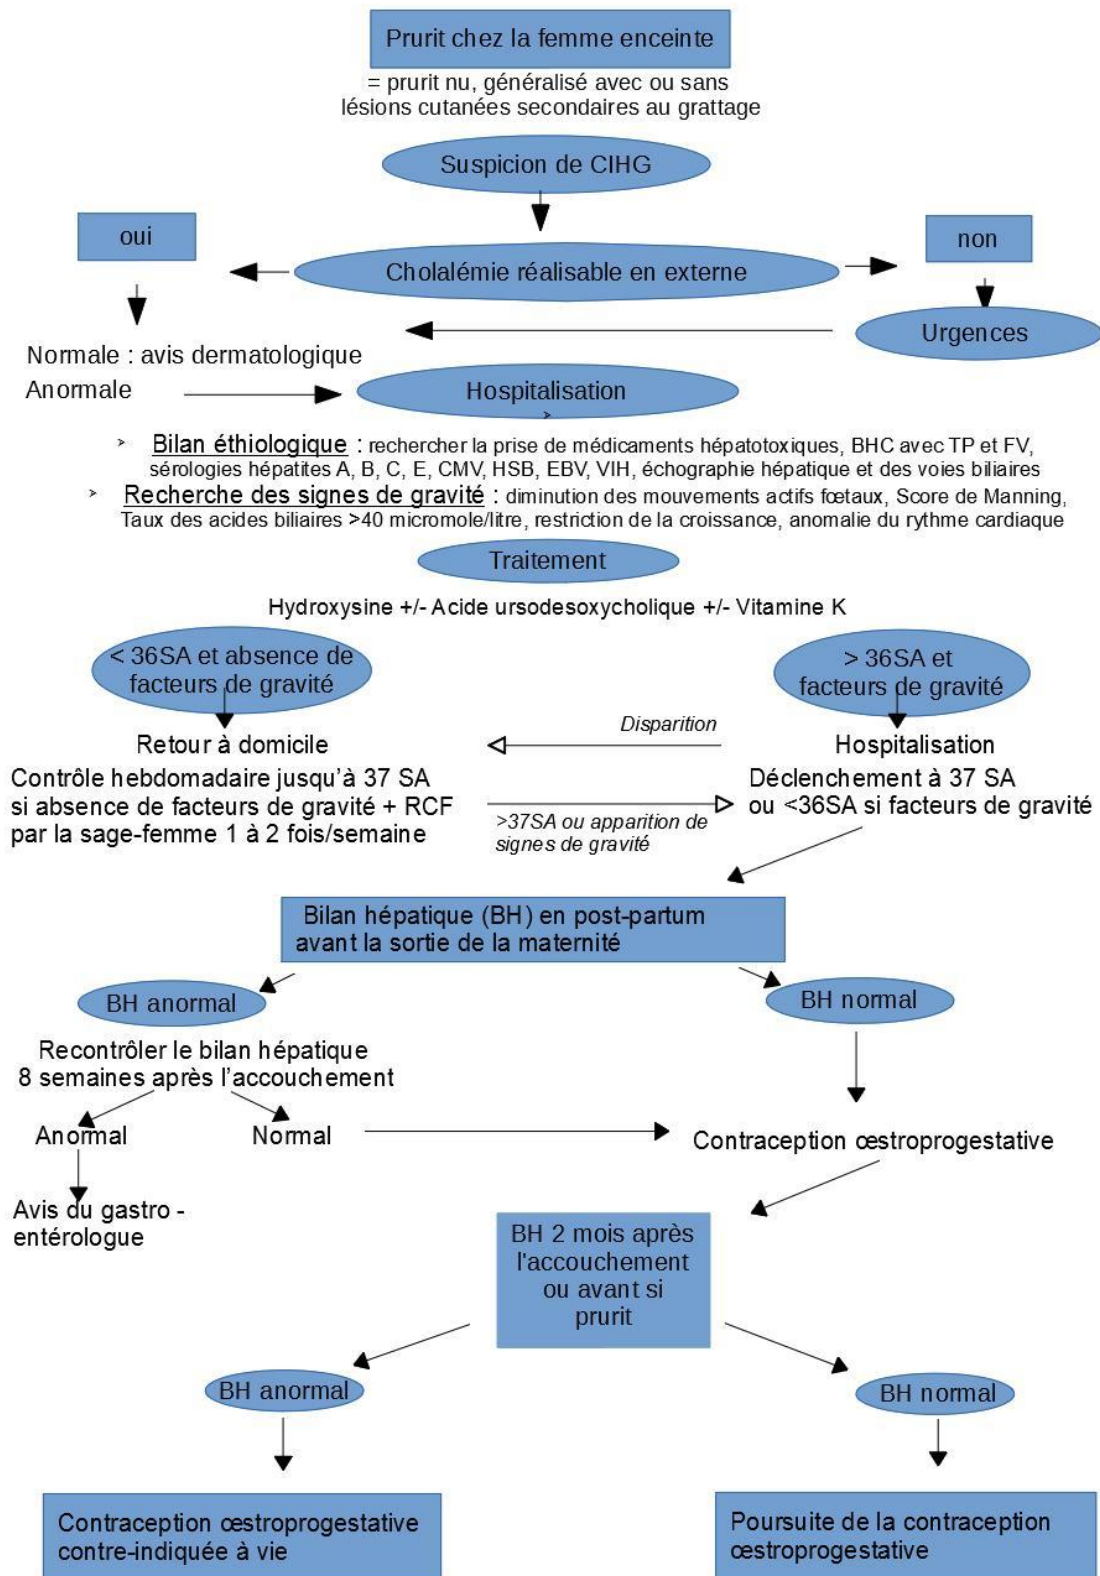 Prurit chez la femme enceinte
= prurit nu, généralisé avec ou sans
lésions cutanées secondaires au grattage
Suspicion de CIHG
oui
non
Cholalémie réalisable en externe
Urgences
Normale : avis dermatologique
Anormale
Hospitalisation
➢ Bilan éthiologique : rechercher la prise de médicaments hépatotoxiques, BHC avec TP et FV,
sérologies hépatites A, B, C, E, CMV, HSB, EBV, VIH, échographie hépatique et des voies biliaires
➢ Recherche des signes de gravité : diminution des mouvements actifs fœtaux, Score de Manning,
Taux des acides biliaires >40 micromole/litre, restriction de la croissance, anomalie du rythme cardiaque
Traitement
Hydroxysine +/- Acide ursodesoxycholique +/- Vitamine K
< 36SA et absence de
facteurs de gravité
> 36SA et
facteurs de gravité
Disparition
Retour à domicile
Hospitalisation
Contrôle hebdomadaire jusqu'à 37 SA
si absence de facteurs de gravité + RCF
par la sage-femme 1 à 2 fois/semaine
Déclenchement à 37 SA
ou <36SA si facteurs de gravité
>37SA ou apparition de
signes de gravité
Bilan hépatique (BH) en post-partum
avant la sortie de la maternité
BH anormal
BH normal
Recontrôler le bilan hépatique
8 semaines après l'accouchement
Anormal
Normal
Contraception œstroprogestative
Avis du gastro -
entérologue
BH 2 mois après
l'accouchement
ou avant si
prurit
BH anormal
BH normal
Contraception œstroprogestative
contre-indiquée à vie
Poursuite de la contraception
œstroprogestative